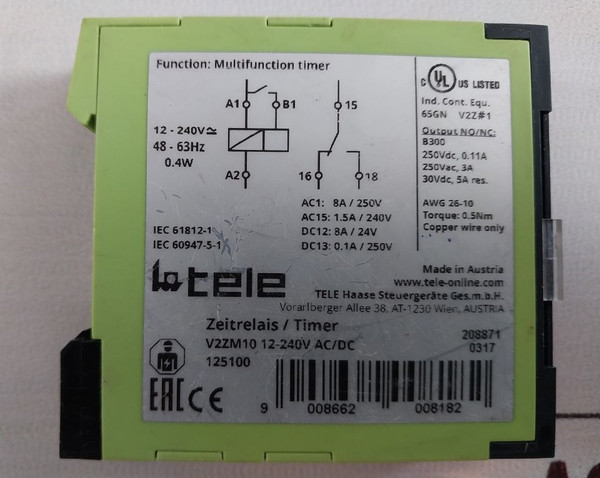 Function: Multifunction timer
A1 B1 15
12 - 240V≂
48 - 63Hz
0.4W
A2 16 18
AC1: 8A / 250V
AC15: 1.5A / 240V
DC12: 8A / 24V
DC13: 0.1A / 250V
IEC 61812-1
IEC 60947-5-1
C UL US LISTED
Ind. Cont. Equ.
65GN V2Z#1
Output NO/NC:
B300
250Vdc, 0.11A
250Vac, 3A
30Vdc, 5A res.
AWG 26-10
Torque: 0.5Nm
Copper wire only
tele
Made in Austria
www.tele-online.com
TELE Haase Steuergeräte Ges.m.b.H.
Vorarlberger Allee 38, AT-1230 Wien, AUSTRIA
Zeitrelais / Timer
V2ZM10 12-240V AC/DC
125100
208871
0317
EAC CE
9 008662 008182